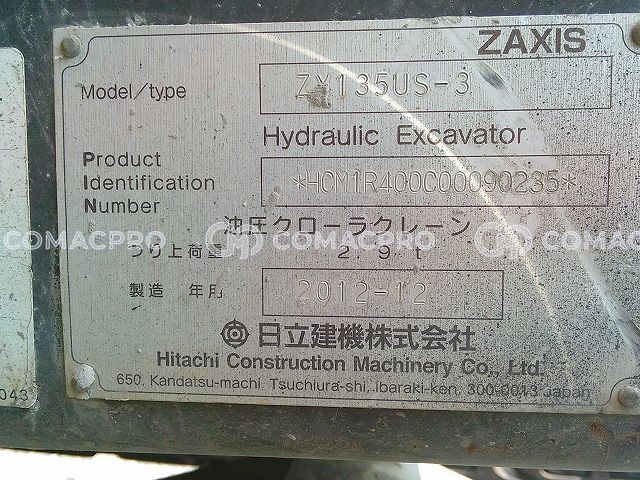 ZAXIS
Model/type ZX135US-3
Hydraulic Excavator
Product
Identification *HCM1R400C00090235*
Number
油圧クローラクレーン
COMACPRO COMACPRO COM
つり上荷重 2.9 t
製造 年月 2012-12
日立建機株式会社
Hitachi Construction Machinery Co., Ltd.
650, Kandatsu-machi, Tsuchiura-shi, Ibaraki-ken, 300-0013 Japan
043